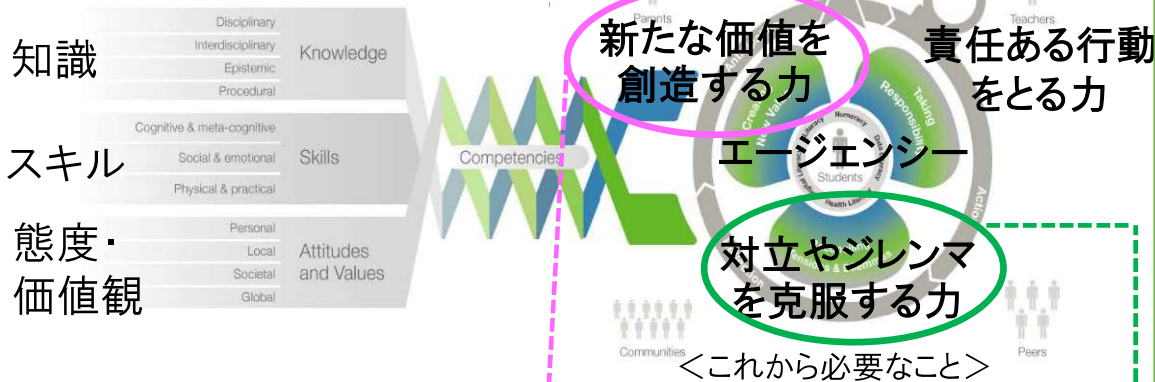 知識
Disciplinary
Interdisciplinary
Epistemic
Procedural
Knowledge
スキル
Cognitive & meta-cognitive
Social & emotional
Physical & practical
Skills
態度・
価値観
Personal
Local
Societal
Global
Attitudes
and Values
Competencies
Parents
Teachers
新たな価値を
創造する力
責任ある行動
をとる力
Taking
Responsibility
Numeracy
エージェンシー
Students
対立やジレンマ
を克服する力
Communities
Peers
<これから必要なこと>